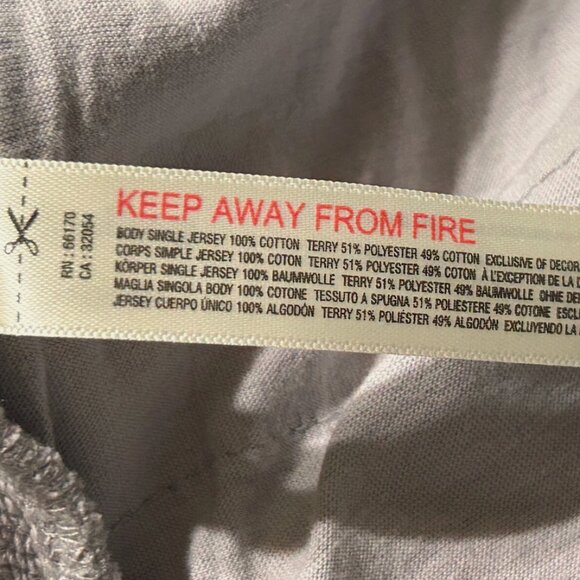 KEEP AWAY FROM FIRE
BODY SINGLE JERSEY 100% COTTON TERRY 51% POLYESTER 49% COTTON EXCLUSIVE OF DECOR
CORPS SIMPLE JERSEY 100% COTON TERRY 51% POLYESTER 49% COTON À L'EXCEPTION DE LA
KÖRPER SINGLE JERSEY 100% BAUMWOLLE TERRY 51% POLYESTER 49% BAUMWOLLE OHNE
MAGLIA SINGOLA BODY 100% COTONE TESSUTO A SPUGNA 51% POLIESTERE 49% COTONE
JERSEY CUERPO ÚNICO 100% ALGODÓN TERRY 51% POLIÉSTER 49% ALGODÓN EXCLUYENDO LA
RN: 66170
CA: 32054